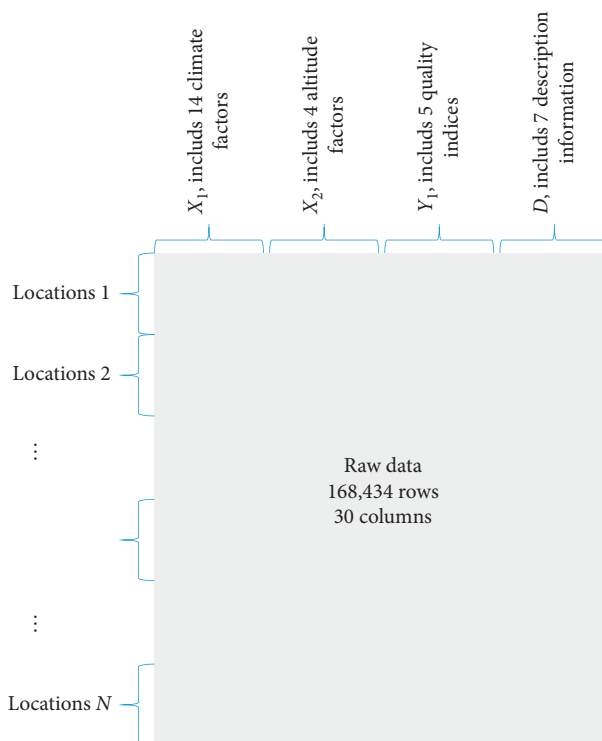 X₁, includs 14 climate
factors
X₂, includs 4 altitude
factors
Y₁, includs 5 quality
indices
D, includs 7 description
information
Locations 1
Locations 2
⋮
⋮
Locations N
Raw data
168,434 rows
30 columns